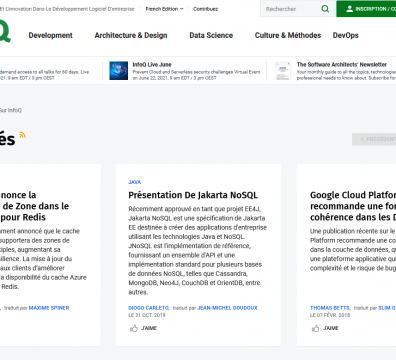 Et L'innovation Dans Le Développement Logiciel D'entreprise
French Edition
Contribuez
Rechercher
INSCRIPTION / CO
Q
Development
Architecture & Design
Data Science
Culture & Méthodes
DevOps
demand access to all talks for 60 days. Live
2021, 9 am EDT / 3 pm CEST
InfoQ Live June
Prevent Cloud and Serverless security challenges Virtual Event
on June 22, 2021, 9 am EDT / 3 pm CEST
The Software Architects' Newsletter
Your monthly guide to all the topics, technologies
professional needs to know about. Subscribe for
Sur InfoQ
és
nonce la
de Zone dans le
pour Redis
mment annoncé que le cache
supportera des zones de
ltiples, augmentant sa
silience. La mise à jour du
aux clients d'améliorer
a disponibilité du cache Azure
Redis.
traduit par MAXIME SPINER
JAVA
Présentation De Jakarta NoSQL
Récemment approuvé en tant que projet EE4J,
Jakarta NoSQL est une spécification de Jakarta
EE destinée à créer des applications d'entreprise
utilisant les technologies Java et NoSQL.
JNoSQL est l'implémentation de référence,
fournissant un ensemble d'API et une
implémentation standard pour plusieurs bases
de données NoSQL, telles que Cassandra,
MongoDB, Neo4J, CouchDB et OrientDB, entre
autres.
DIOGO CARLETO, traduit par JEAN-MICHEL DOUDOUX
LE 31 OCT. 2019
J'AIME
Google Cloud Platfor
recommande une for
cohérence dans les D
Une publication récente sur le
Platform recommande une co
dans la couche de données, qu
une plateforme applicative qui
complexité et le risque de bug
THOMAS BETTS, traduit par SLIM O
LE 07 FÉVR. 2018
J'AIME